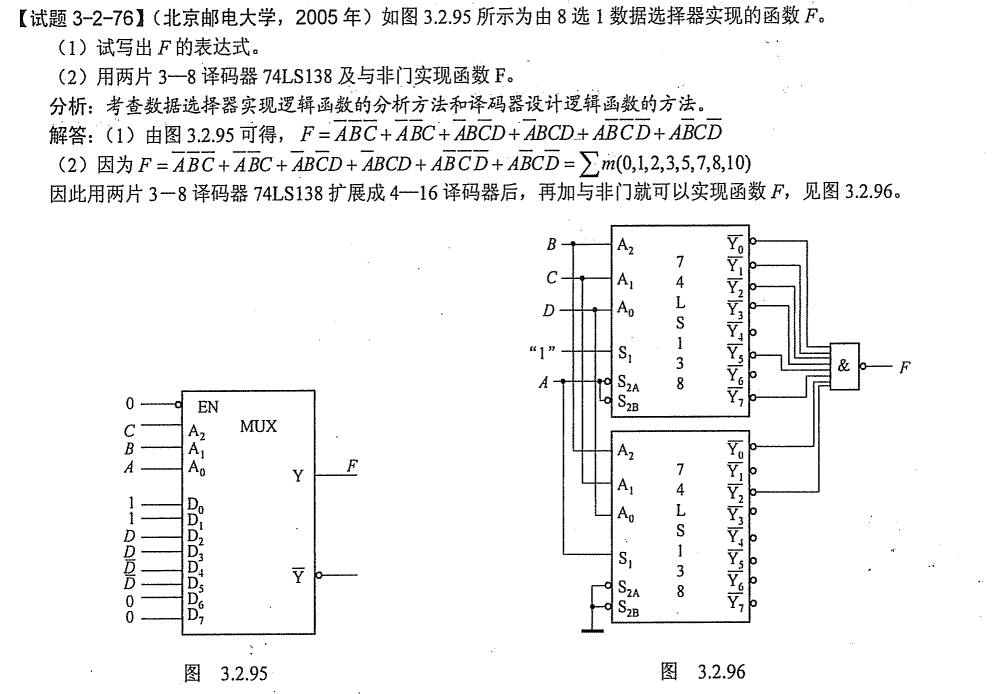 【试题 3-2-76】（北京邮电大学，2005 年）如图 3.2.95 所示为由 8 选 1 数据选择器实现的函数 F。
（1）试写出 F 的表达式。
（2）用两片 3—8 译码器 74LS138 及与非门实现函数 F。
分析：考查数据选择器实现逻辑函数的分析方法和译码器设计逻辑函数的方法。
解答：（1）由图 3.2.95 可得，F = A̅B̅C̅ + A̅B̅C + A̅BC̅D + A̅BCD + AB̅C̅D̅ + AB̅CD̅
（2）因为 F = A̅B̅C̅ + A̅B̅C + A̅BC̅D + A̅BCD + AB̅C̅D̅ + AB̅CD̅ = ∑m(0,1,2,3,5,7,8,10)
因此用两片 3－8 译码器 74LS138 扩展成 4—16 译码器后，再加与非门就可以实现函数 F，见图 3.2.96。
0 EN
MUX
C A₂
B A₁
A A₀
Y F
1 D₀
1 D₁
D D₂
D D₃
D̅ D₄
D̅ D₅
0 D₆
0 D₇
Y̅
图 3.2.95
B A₂
C A₁
D A₀
“1” S₁
A S₂A
S₂B
7
4
L
S
1
3
8
Y̅₀
Y̅₁
Y̅₂
Y̅₃
Y̅₄
Y̅₅
Y̅₆
Y̅₇
& F
A₂
A₁
A₀
S₁
S₂A
S₂B
7
4
L
S
1
3
8
Y̅₀
Y̅₁
Y̅₂
Y̅₃
Y̅₄
Y̅₅
Y̅₆
Y̅₇
图 3.2.96